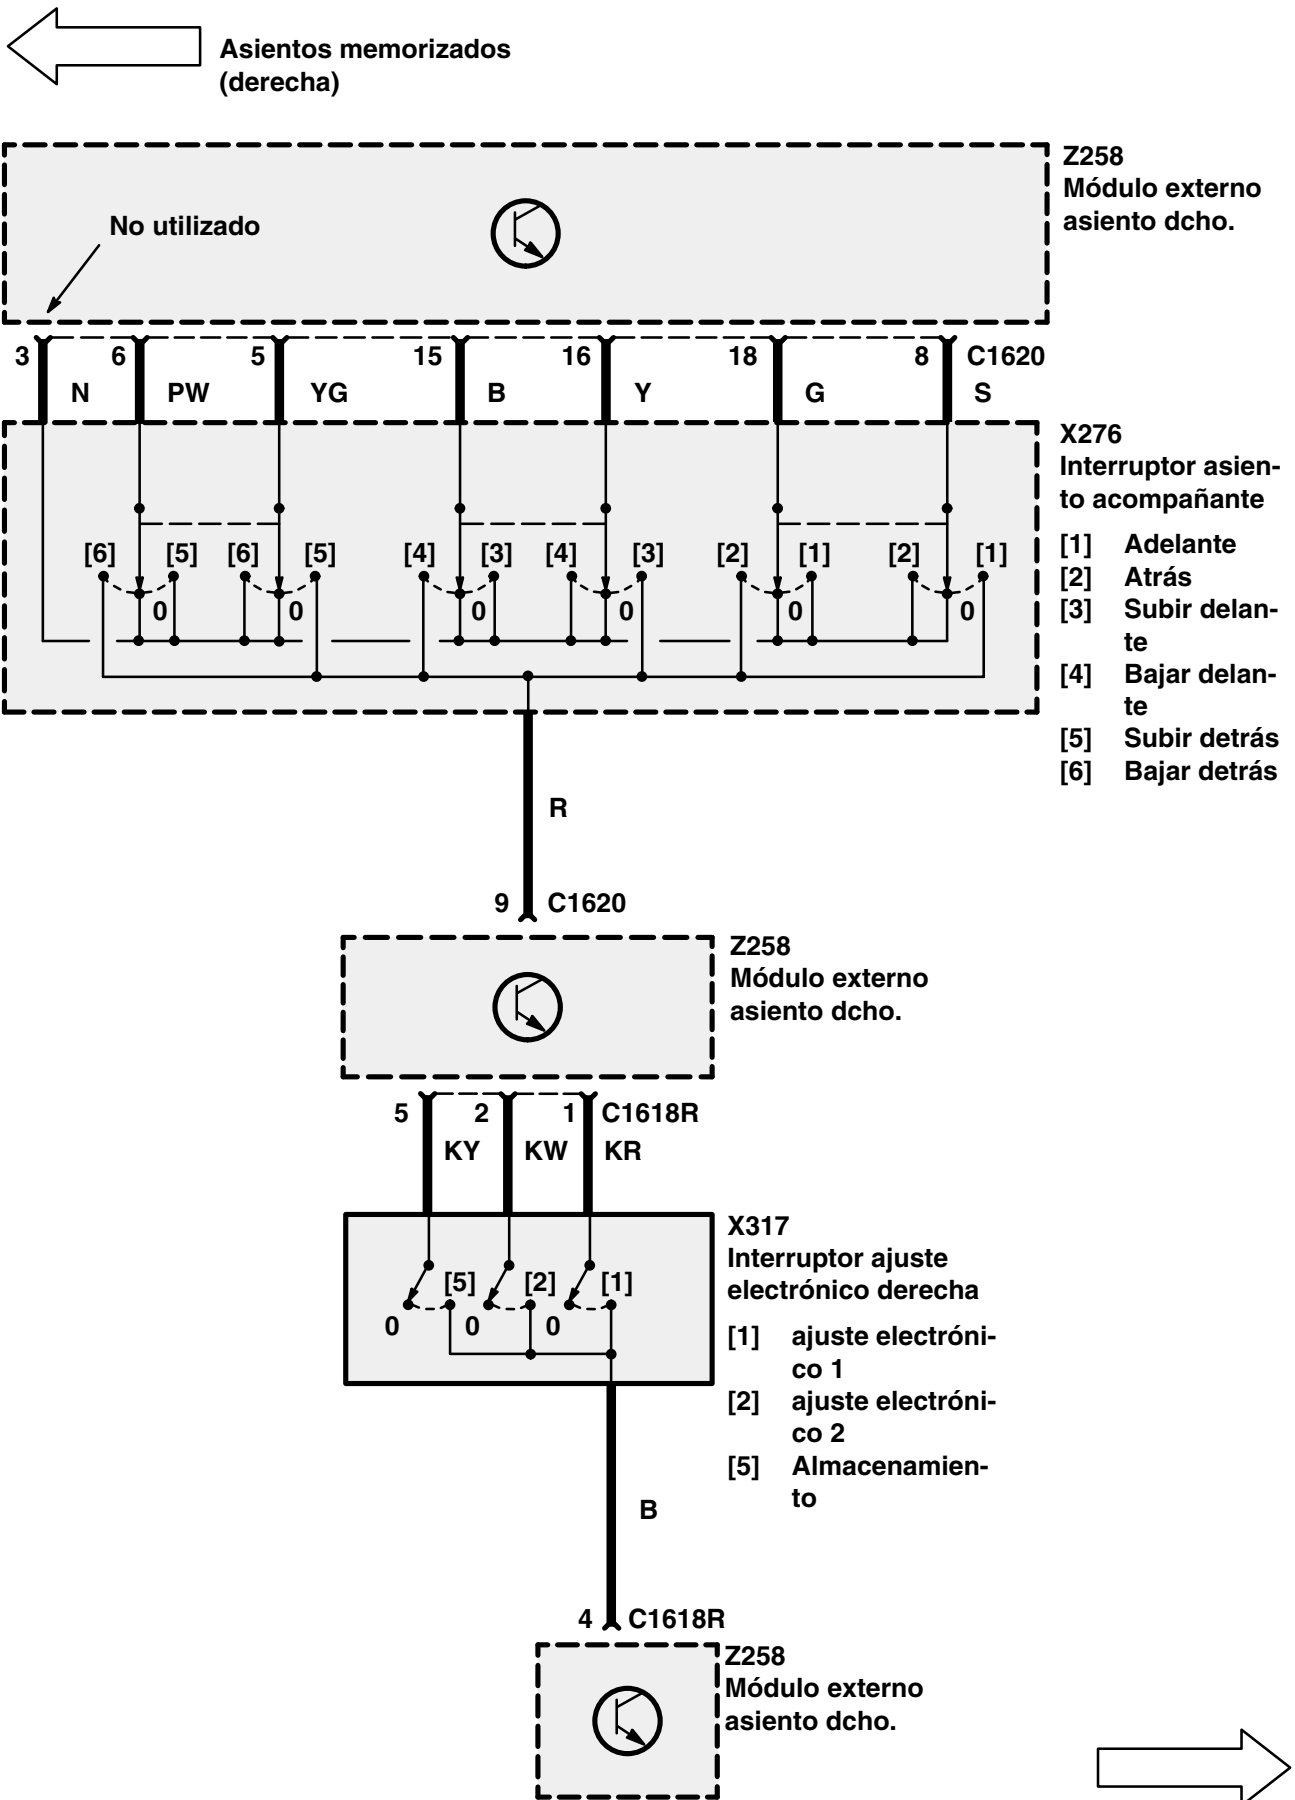 Asientos memorizados
(derecha)
Z258
Módulo externo
asiento dcho.
No utilizado
3 6 5 15 16 18 8 C1620
N PW YG B Y G S
X276
Interruptor asien-
to acompañante
[1] Adelante
[2] Atrás
[3] Subir delan-
te
[4] Bajar delan-
te
[5] Subir detrás
[6] Bajar detrás
[6] [5] [6] [5] [4] [3] [4] [3] [2] [1] [2] [1]
0 0 0 0 0 0
R
9 C1620
Z258
Módulo externo
asiento dcho.
5 2 1 C1618R
KY KW KR
X317
Interruptor ajuste
electrónico derecha
[1] ajuste electróni-
co 1
[2] ajuste electróni-
co 2
[5] Almacenamien-
to
[5] [2] [1]
0 0 0
B
4 C1618R
Z258
Módulo externo
asiento dcho.